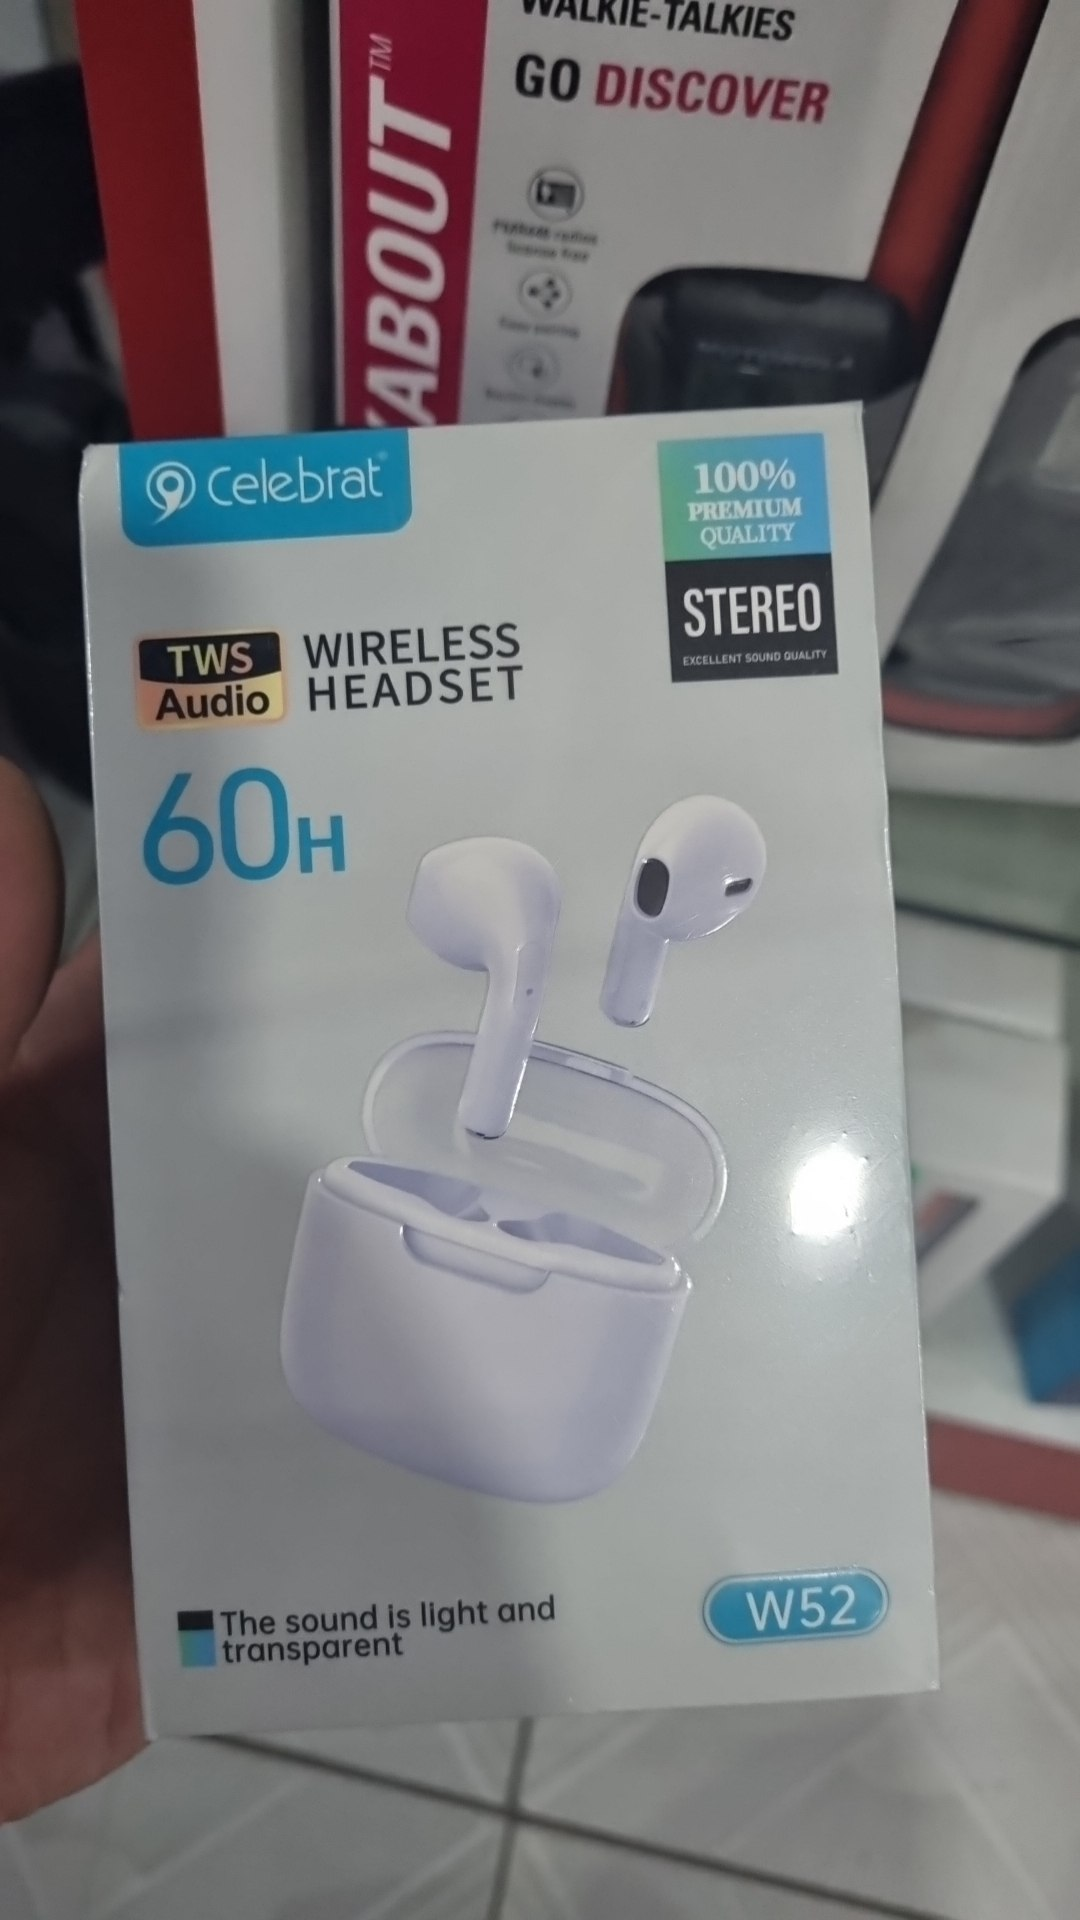 WALKIE-TALKIES
GO DISCOVER
ABOUT™
celebrat®
100%
PREMIUM
QUALITY
STEREO
EXCELLENT SOUND QUALITY
TWS
Audio
WIRELESS
HEADSET
60H
The sound is light and
transparent
W52